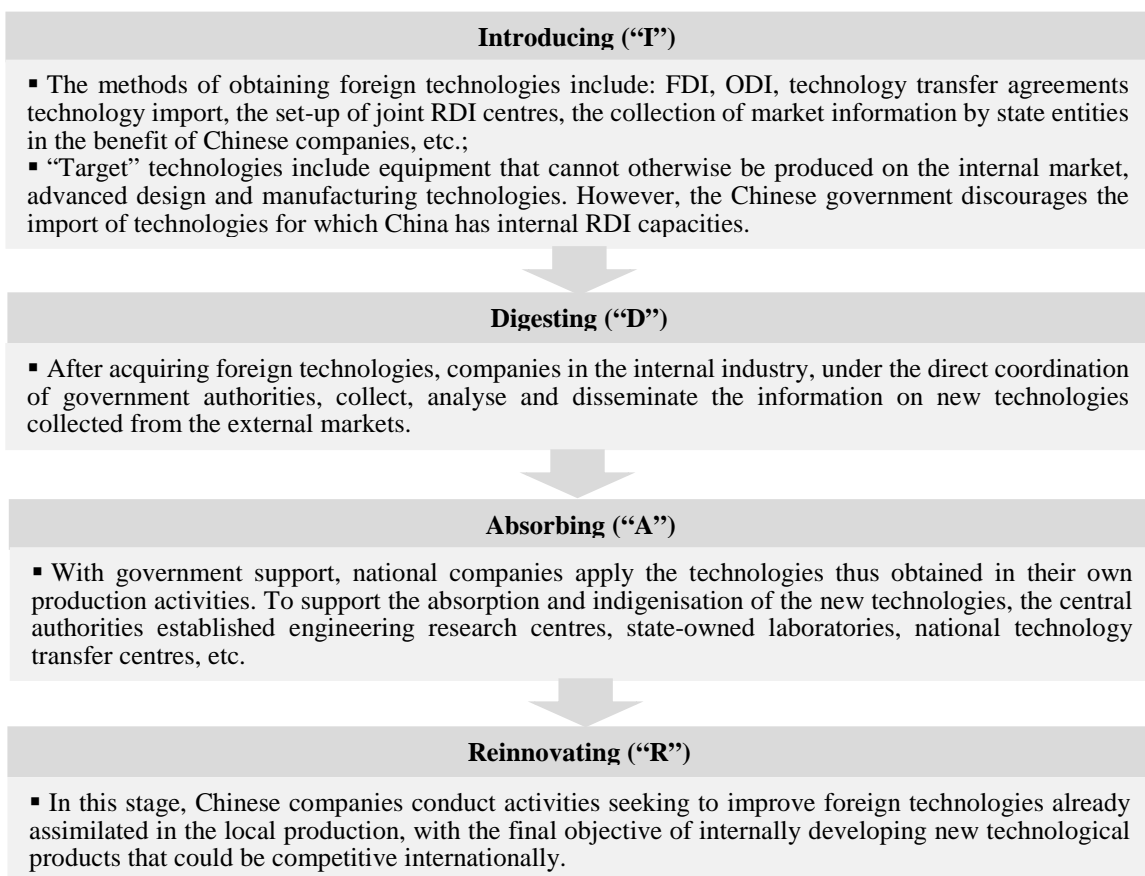 Introducing (“I”)
▪ The methods of obtaining foreign technologies include: FDI, ODI, technology transfer agreements
technology import, the set-up of joint RDI centres, the collection of market information by state entities
in the benefit of Chinese companies, etc.;
▪ “Target” technologies include equipment that cannot otherwise be produced on the internal market,
advanced design and manufacturing technologies. However, the Chinese government discourages the
import of technologies for which China has internal RDI capacities.
Digesting (“D”)
▪ After acquiring foreign technologies, companies in the internal industry, under the direct coordination
of government authorities, collect, analyse and disseminate the information on new technologies
collected from the external markets.
Absorbing (“A”)
▪ With government support, national companies apply the technologies thus obtained in their own
production activities. To support the absorption and indigenisation of the new technologies, the central
authorities established engineering research centres, state-owned laboratories, national technology
transfer centres, etc.
Reinnovating (“R”)
▪ In this stage, Chinese companies conduct activities seeking to improve foreign technologies already
assimilated in the local production, with the final objective of internally developing new technological
products that could be competitive internationally.